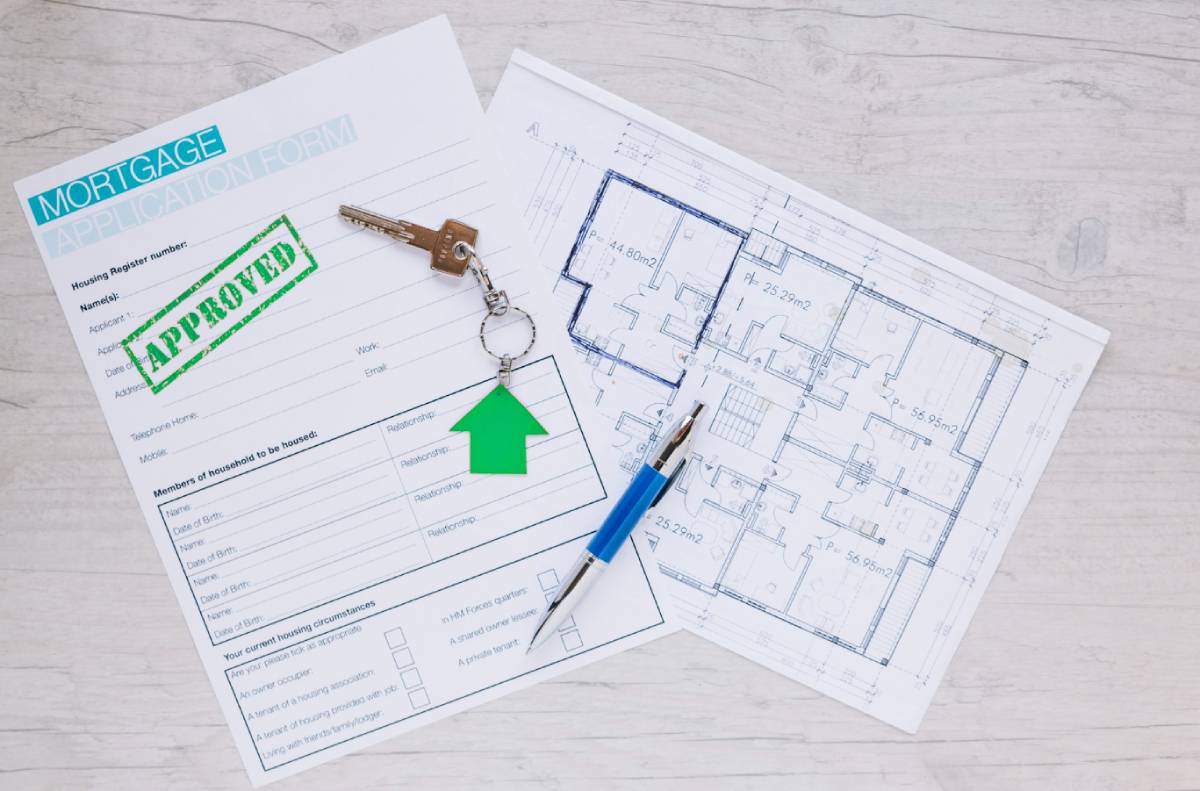 MORTGAGE
APPLICATION FORM
Housing Register number:
Name(s):
Applicant 1:
APPROVED
Date of
Address
Work:
Email:
Telephone Home:
Mobile:
Members of household to be housed:
Name:
Relationship:
Date of Birth:
Name:
Relationship:
Date of Birth:
Name:
Relationship:
Date of Birth:
Name:
Relationship:
Date of Birth:
Your current housing circumstances
Are you: please tick as appropriate
An owner occupier:
A tenant of a housing association:
A tenant of housing provided with job:
Living with friends/family/lodger:
in HM Forces quarters:
A shared owner lessee:
A private tenant:
P= 44.80m2
P= 25.29m2
P= 56.95m2
25.29m2
P= 56.95m2